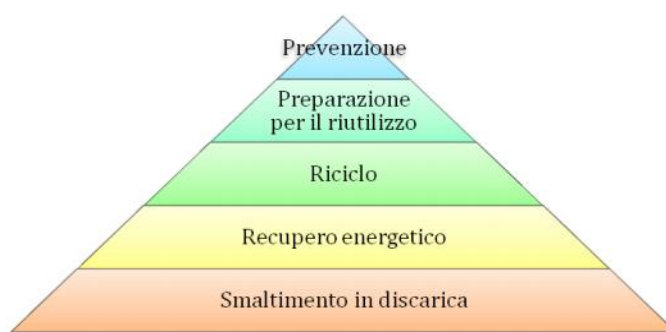 Prevenzione
Preparazione
per il riutilizzo
Riciclo
Recupero energetico
Smaltimento in discarica